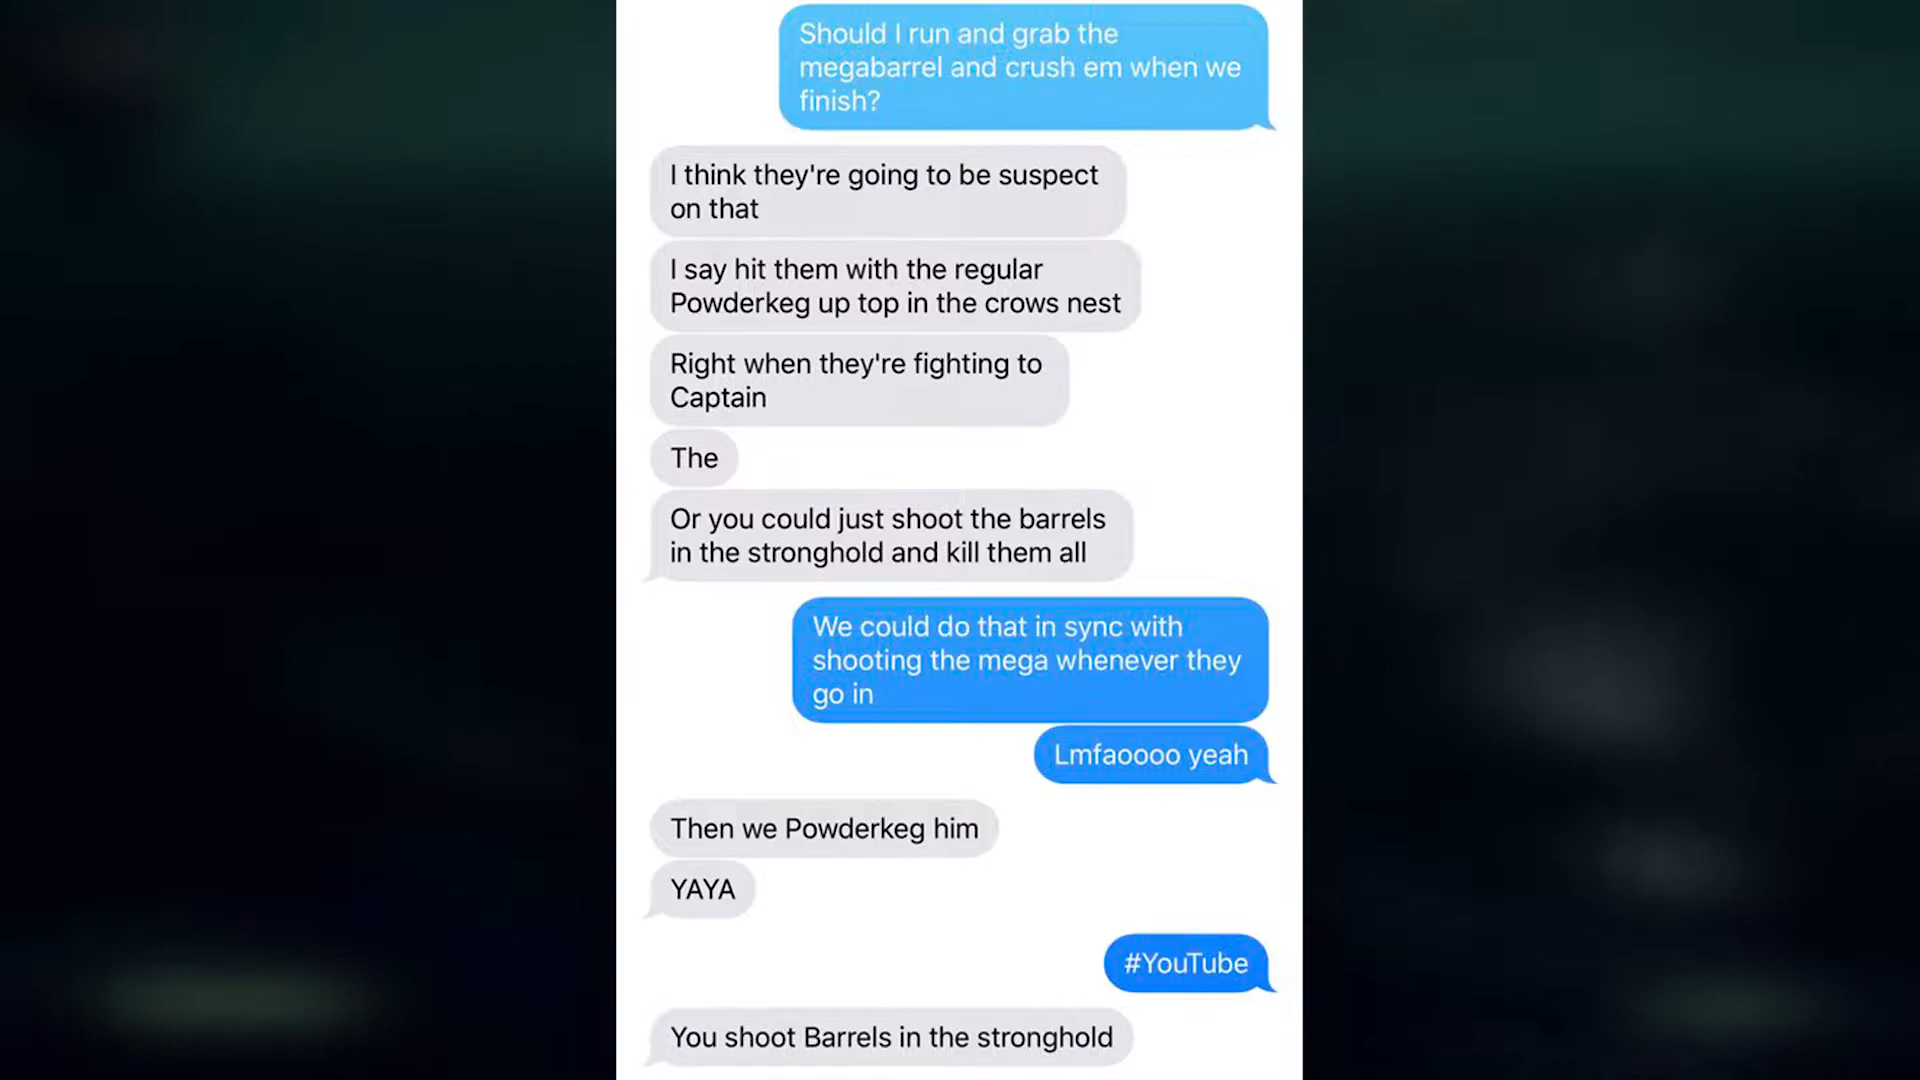 Should I run and grab the
megabarrel and crush em when we
finish?
I think they're going to be suspect
on that
I say hit them with the regular
Powderkeg up top in the crows nest
Right when they're fighting to
Captain
The
Or you could just shoot the barrels
in the stronghold and kill them all
We could do that in sync with
shooting the mega whenever they
go in
Lmfaoooo yeah
Then we Powderkeg him
YAYA
#YouTube
You shoot Barrels in the stronghold